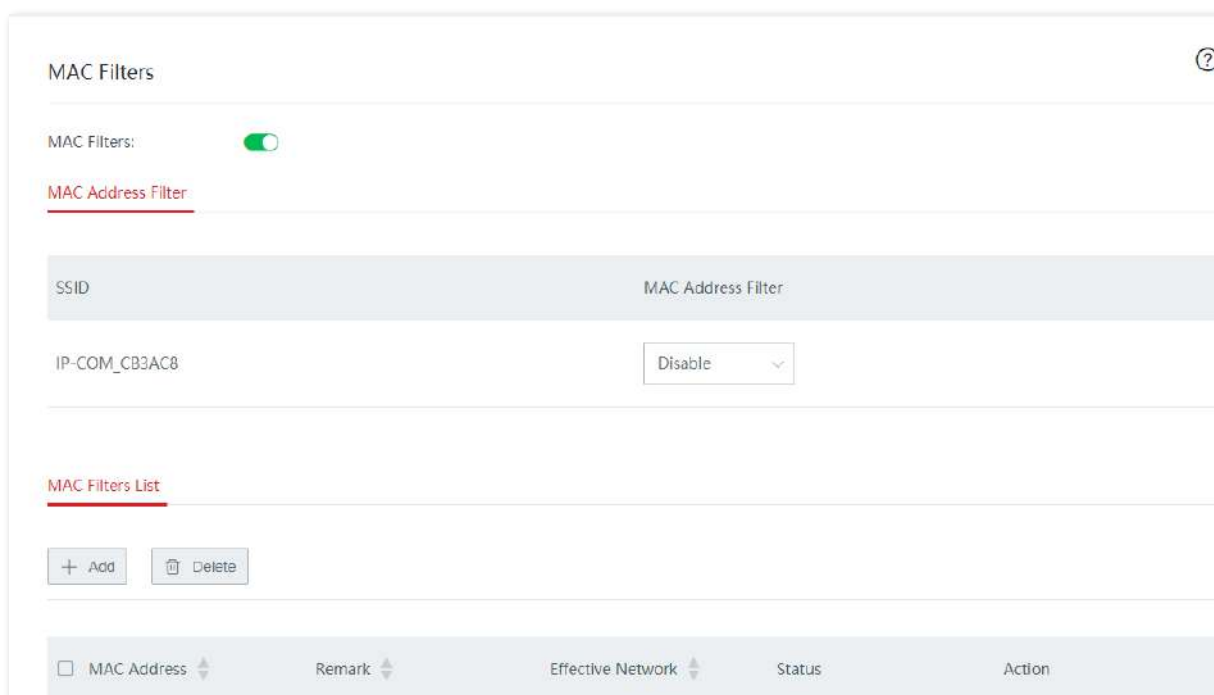 MAC Filters
?
MAC Filters:
MAC Address Filter
SSID MAC Address Filter
IP-COM_CB3AC8 Disable
MAC Filters List
+ Add Delete
MAC Address Remark Effective Network Status Action